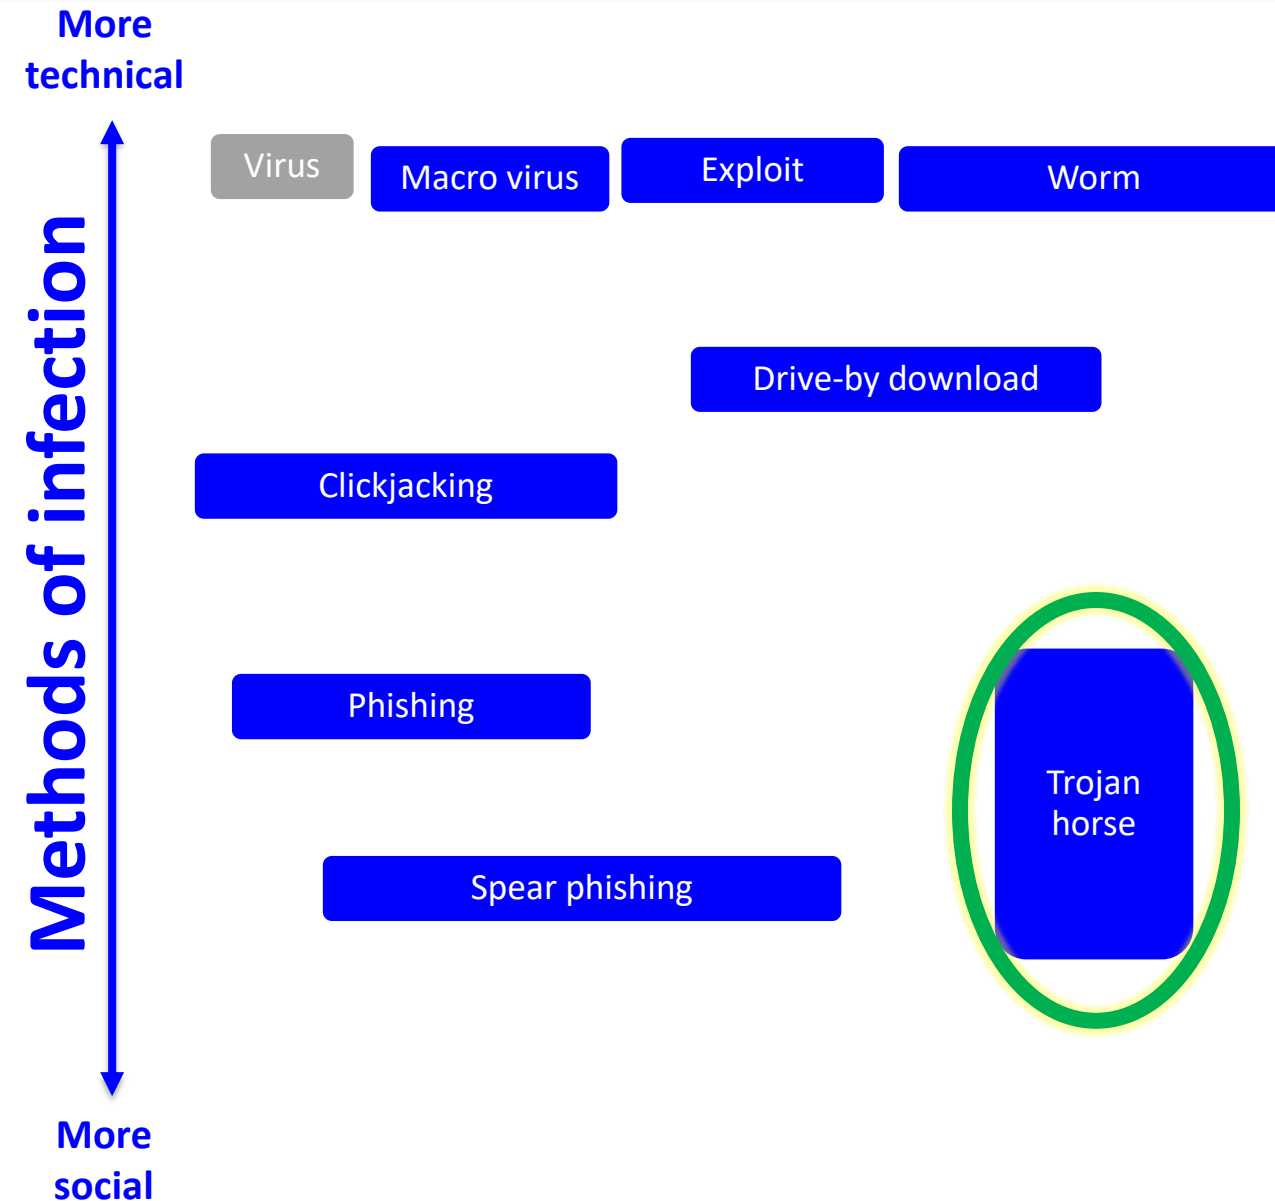 More
technical
Methods of infection
Virus
Macro virus
Exploit
Worm
Drive-by download
Clickjacking
Phishing
Trojan
horse
Spear phishing
More
social